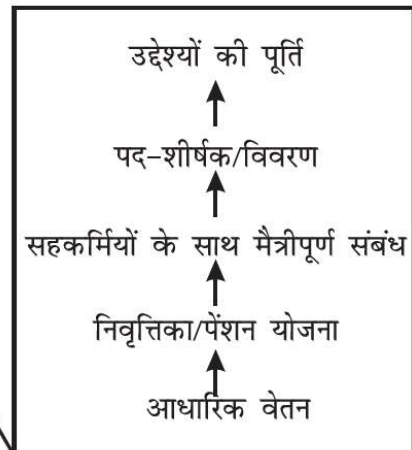 उद्देश्यों की पूर्ति
पद-शीर्षक/विवरण
सहकर्मियों के साथ मैत्रीपूर्ण संबंध
निवृत्तिका/पेंशन योजना
आधारिक वेतन